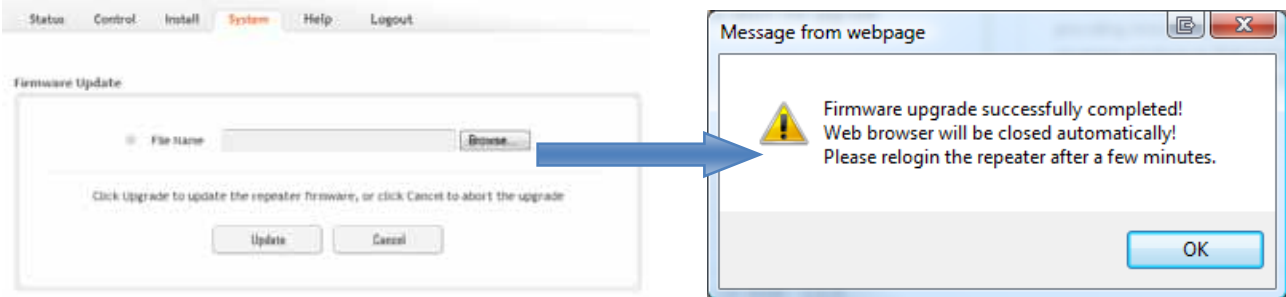 Status Control Install System Help Logout
Firmware Update
File Name Browse...
Click Upgrade to update the repeater firmware, or click Cancel to abort the upgrade
Update Cancel
Message from webpage
Firmware upgrade successfully completed!
Web browser will be closed automatically!
Please relogin the repeater after a few minutes.
OK